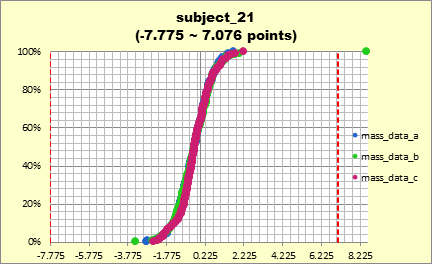 subject_21
(-7.775 ~ 7.076 points)
100%
80%
60%
40%
20%
0%
mass_data_a
mass_data_b
mass_data_c
-7.775 -5.775 -3.775 -1.775 0.225 2.225 4.225 6.225 8.225